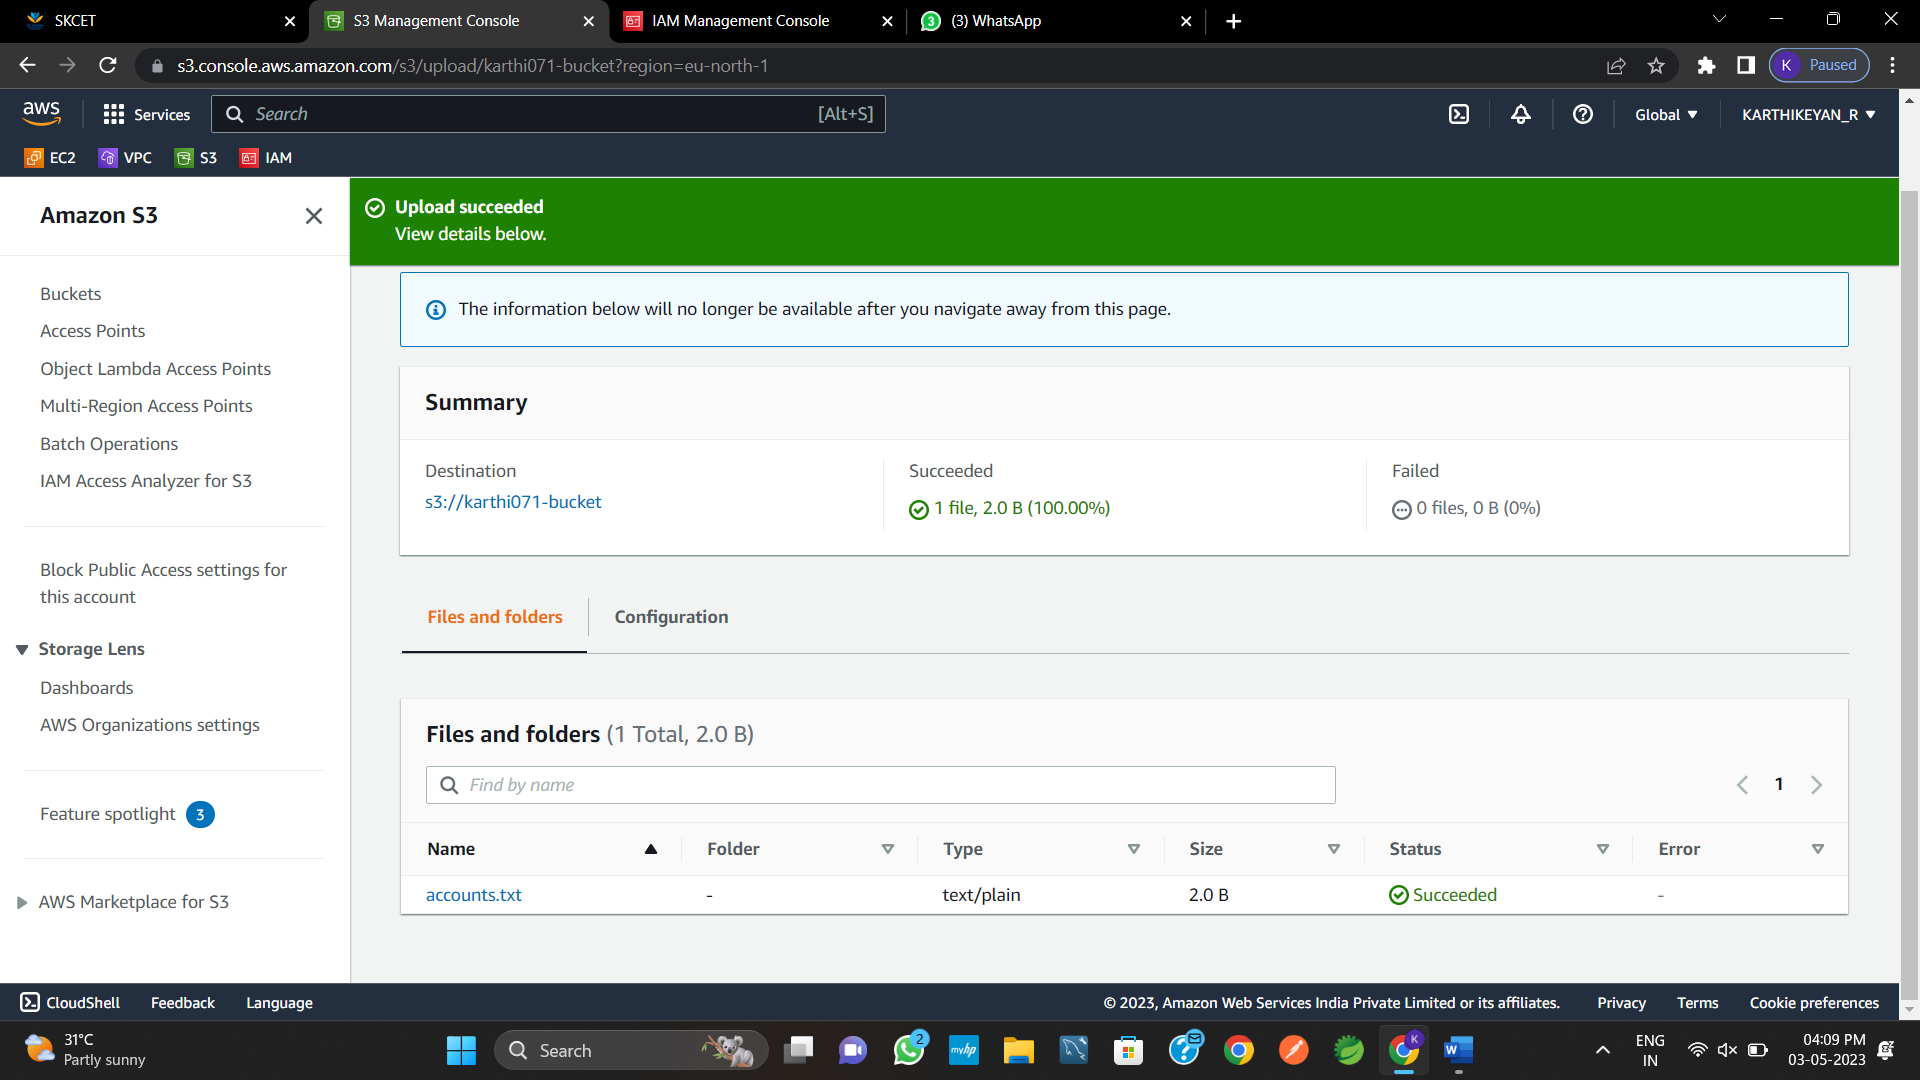 SKCET
S3 Management Console
IAM Management Console
3
(3) WhatsApp
s3.console.aws.amazon.com/s3/upload/karthi071-bucket?region=eu-north-1
K Paused
aws
Services
Search
[Alt+S]
Global
KARTHIKEYAN_R
EC2
VPC
S3
IAM
Amazon S3
Buckets
Access Points
Object Lambda Access Points
Multi-Region Access Points
Batch Operations
IAM Access Analyzer for S3
Block Public Access settings for
this account
Storage Lens
Dashboards
AWS Organizations settings
Feature spotlight 3
AWS Marketplace for S3
Upload succeeded
View details below.
The information below will no longer be available after you navigate away from this page.
Summary
Destination
s3://karthi071-bucket
Succeeded
1 file, 2.0 B (100.00%)
Failed
0 files, 0 B (0%)
Files and folders
Configuration
Files and folders (1 Total, 2.0 B)
Find by name
1
Name Folder Type Size Status Error
accounts.txt - text/plain 2.0 B Succeeded -
CloudShell Feedback Language
© 2023, Amazon Web Services India Private Limited or its affiliates. Privacy Terms Cookie preferences
31°C
Partly sunny
Search
2
myhp
K
W
ENG
IN
04:09 PM
03-05-2023